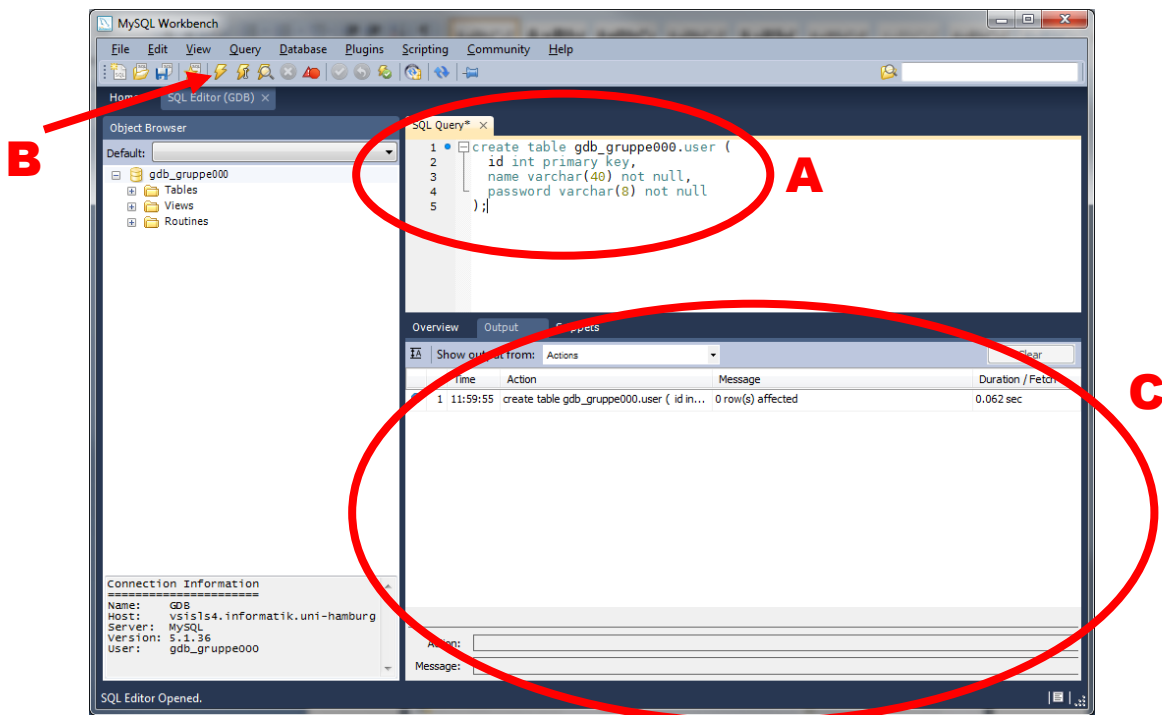 MySQL Workbench
File Edit View Query Database Plugins Scripting Community Help
SQL Editor (GDB) ×
B
Object Browser
Default:
gdb_gruppe000
Tables
Views
Routines
SQL Query* ×
1 create table gdb_gruppe000.user (
2 id int primary key,
3 name varchar(40) not null,
4 password varchar(8) not null
5 );
A
Overview Output Snippets
Show output from: Actions Clear
Time Action Message Duration / Fetch
1 11:59:55 create table gdb_gruppe000.user ( id in... 0 row(s) affected 0.062 sec
C
Connection Information
======================
Name: GDB
Host: vsisls4.informatik.uni-hamburg
Server: MySQL
Version: 5.1.36
User: gdb_gruppe000
Action:
Message:
SQL Editor Opened.